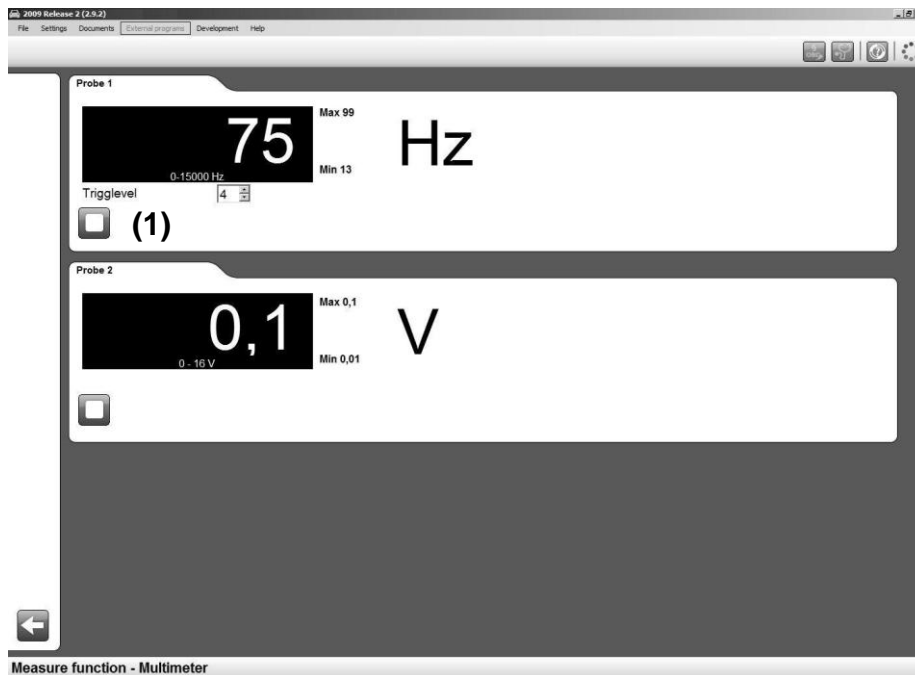 2009 Release 2 (2.9.2)
File Settings Documents External programs Development Help
Probe 1
75
0-15000 Hz
Max 99
Min 13
Hz
Trigglevel 4
(1)
Probe 2
0,1
0 - 16 V
Max 0,1
Min 0,01
V
Measure function - Multimeter